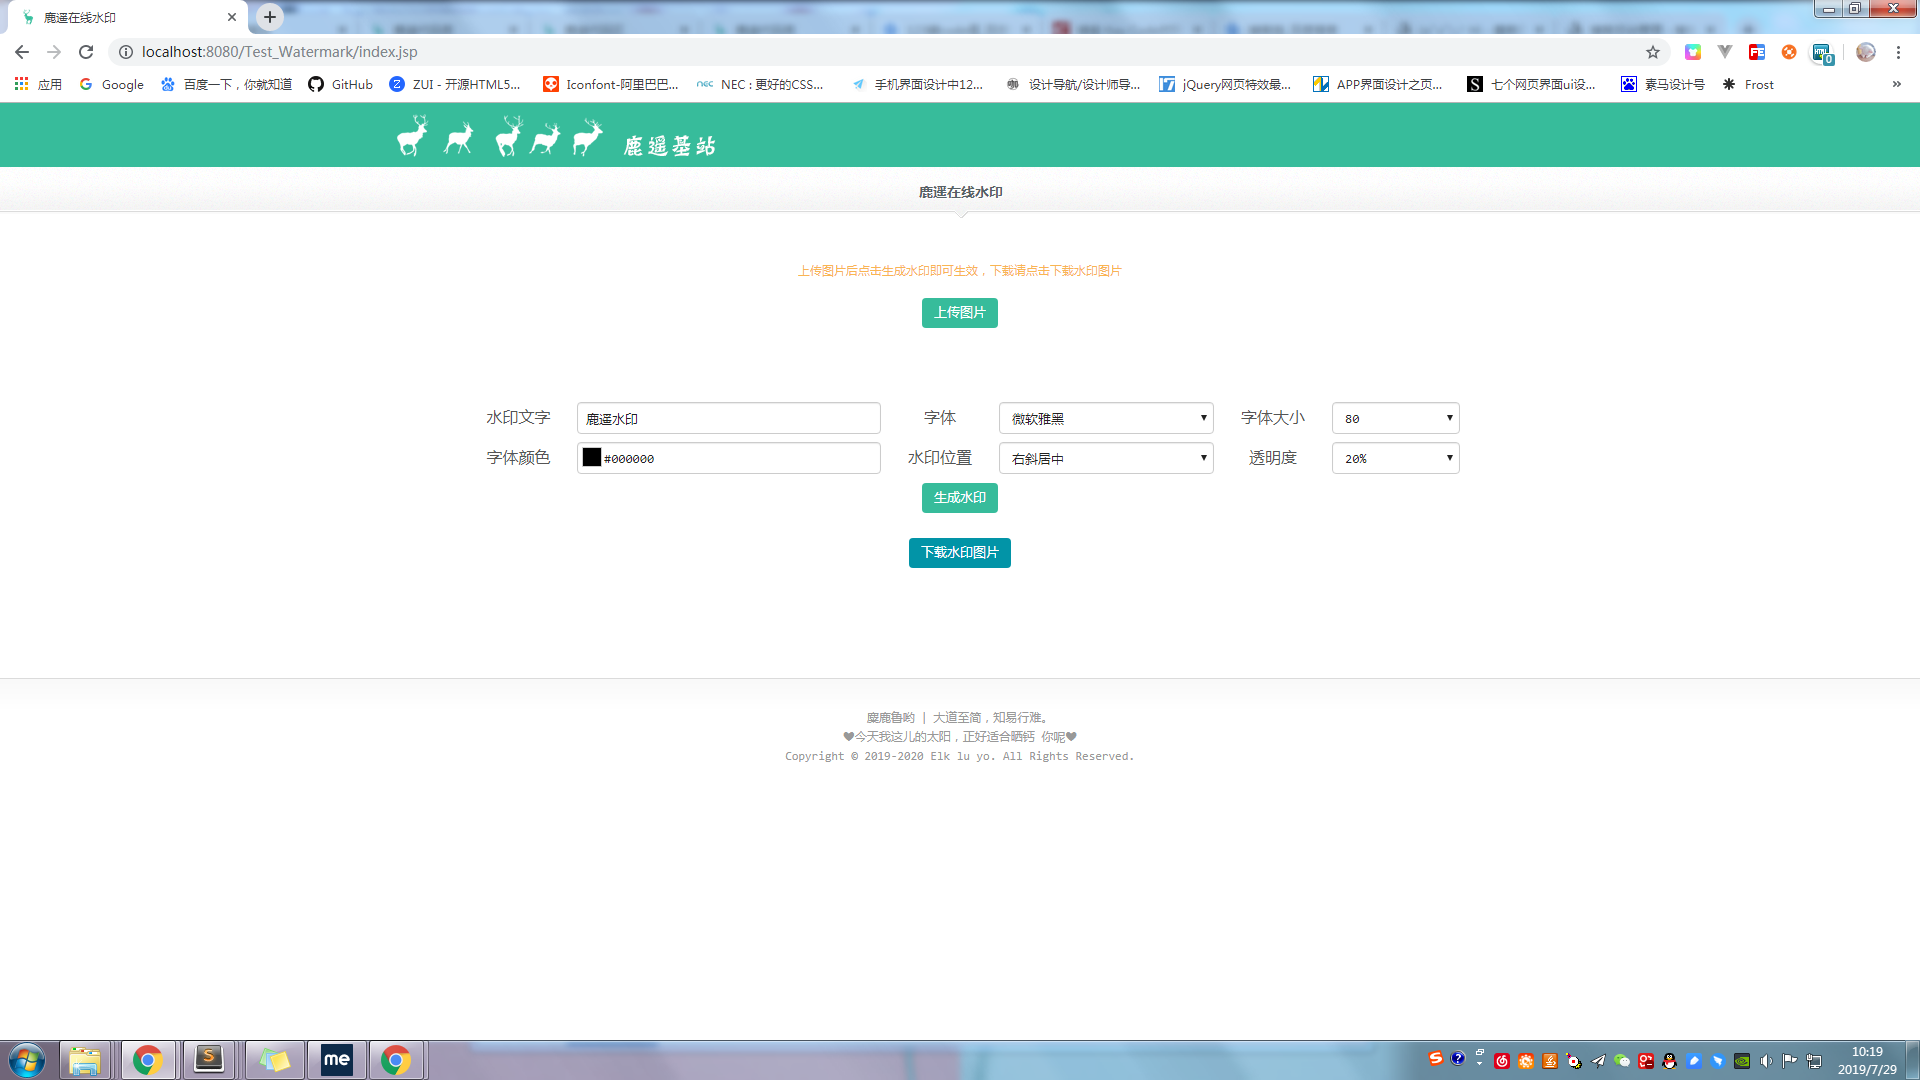 鹿遥在线水印
localhost:8080/Test_Watermark/index.jsp
应用 Google 百度一下,你就知道 GitHub ZUI - 开源HTML5... Iconfont-阿里巴巴... NEC : 更好的CSS... 手机界面设计中12... 设计导航/设计师导... jQuery网页特效最... APP界面设计之页... 七个网页界面ui设... 素马设计号 Frost »
鹿遥基站
鹿遥在线水印
上传图片后点击生成水印即可生效，下载请点击下载水印图片
上传图片
水印文字 鹿遥水印 字体 微软雅黑 字体大小 80
字体颜色 #000000 水印位置 右斜居中 透明度 20%
生成水印
下载水印图片
麋鹿鲁哟 | 大道至简，知易行难。
❤今天我这儿的太阳，正好适合晒钙 你呢❤
Copyright © 2019-2020 Elk lu yo. All Rights Reserved.
me
10:19
2019/7/29